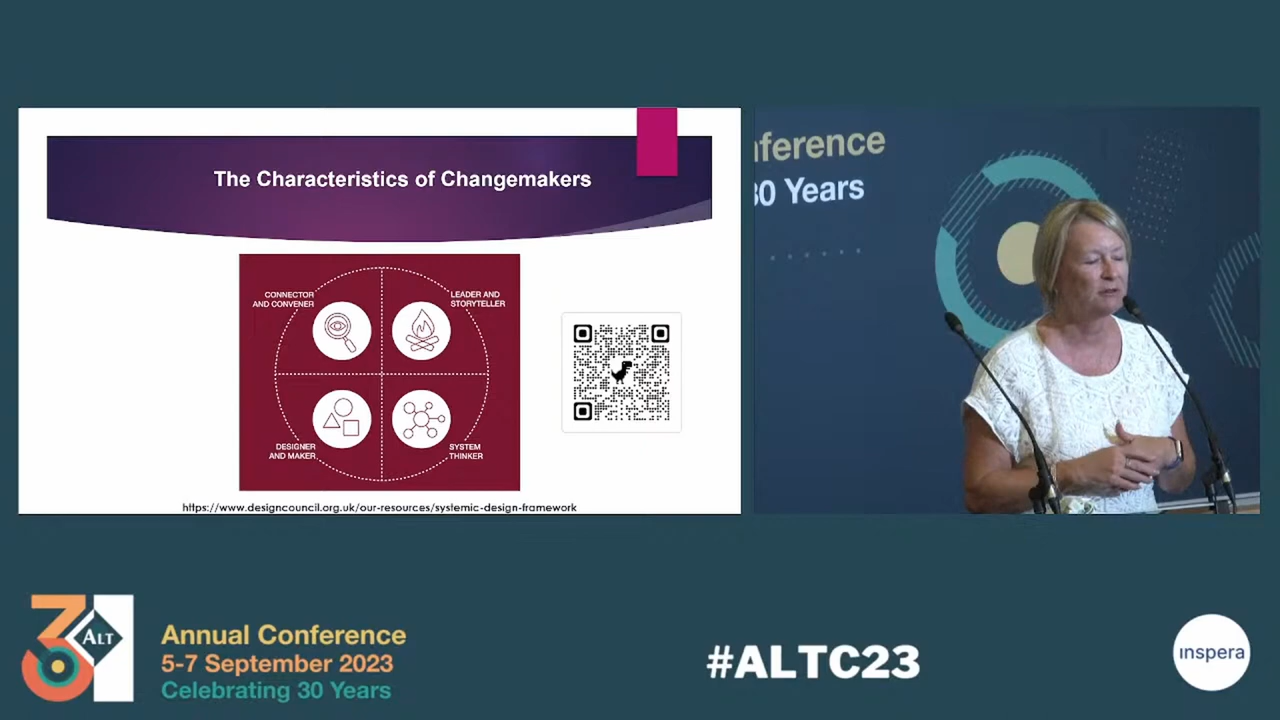 The Characteristics of Changemakers
CONNECTOR
AND CONVENER
LEADER AND
STORYTELLER
DESIGNER
AND MAKER
SYSTEM
THINKER
https://www.designcouncil.org.uk/our-resources/systemic-design-framework
nference
30 Years
ALT
Annual Conference
5-7 September 2023
Celebrating 30 Years
#ALTC23
inspera